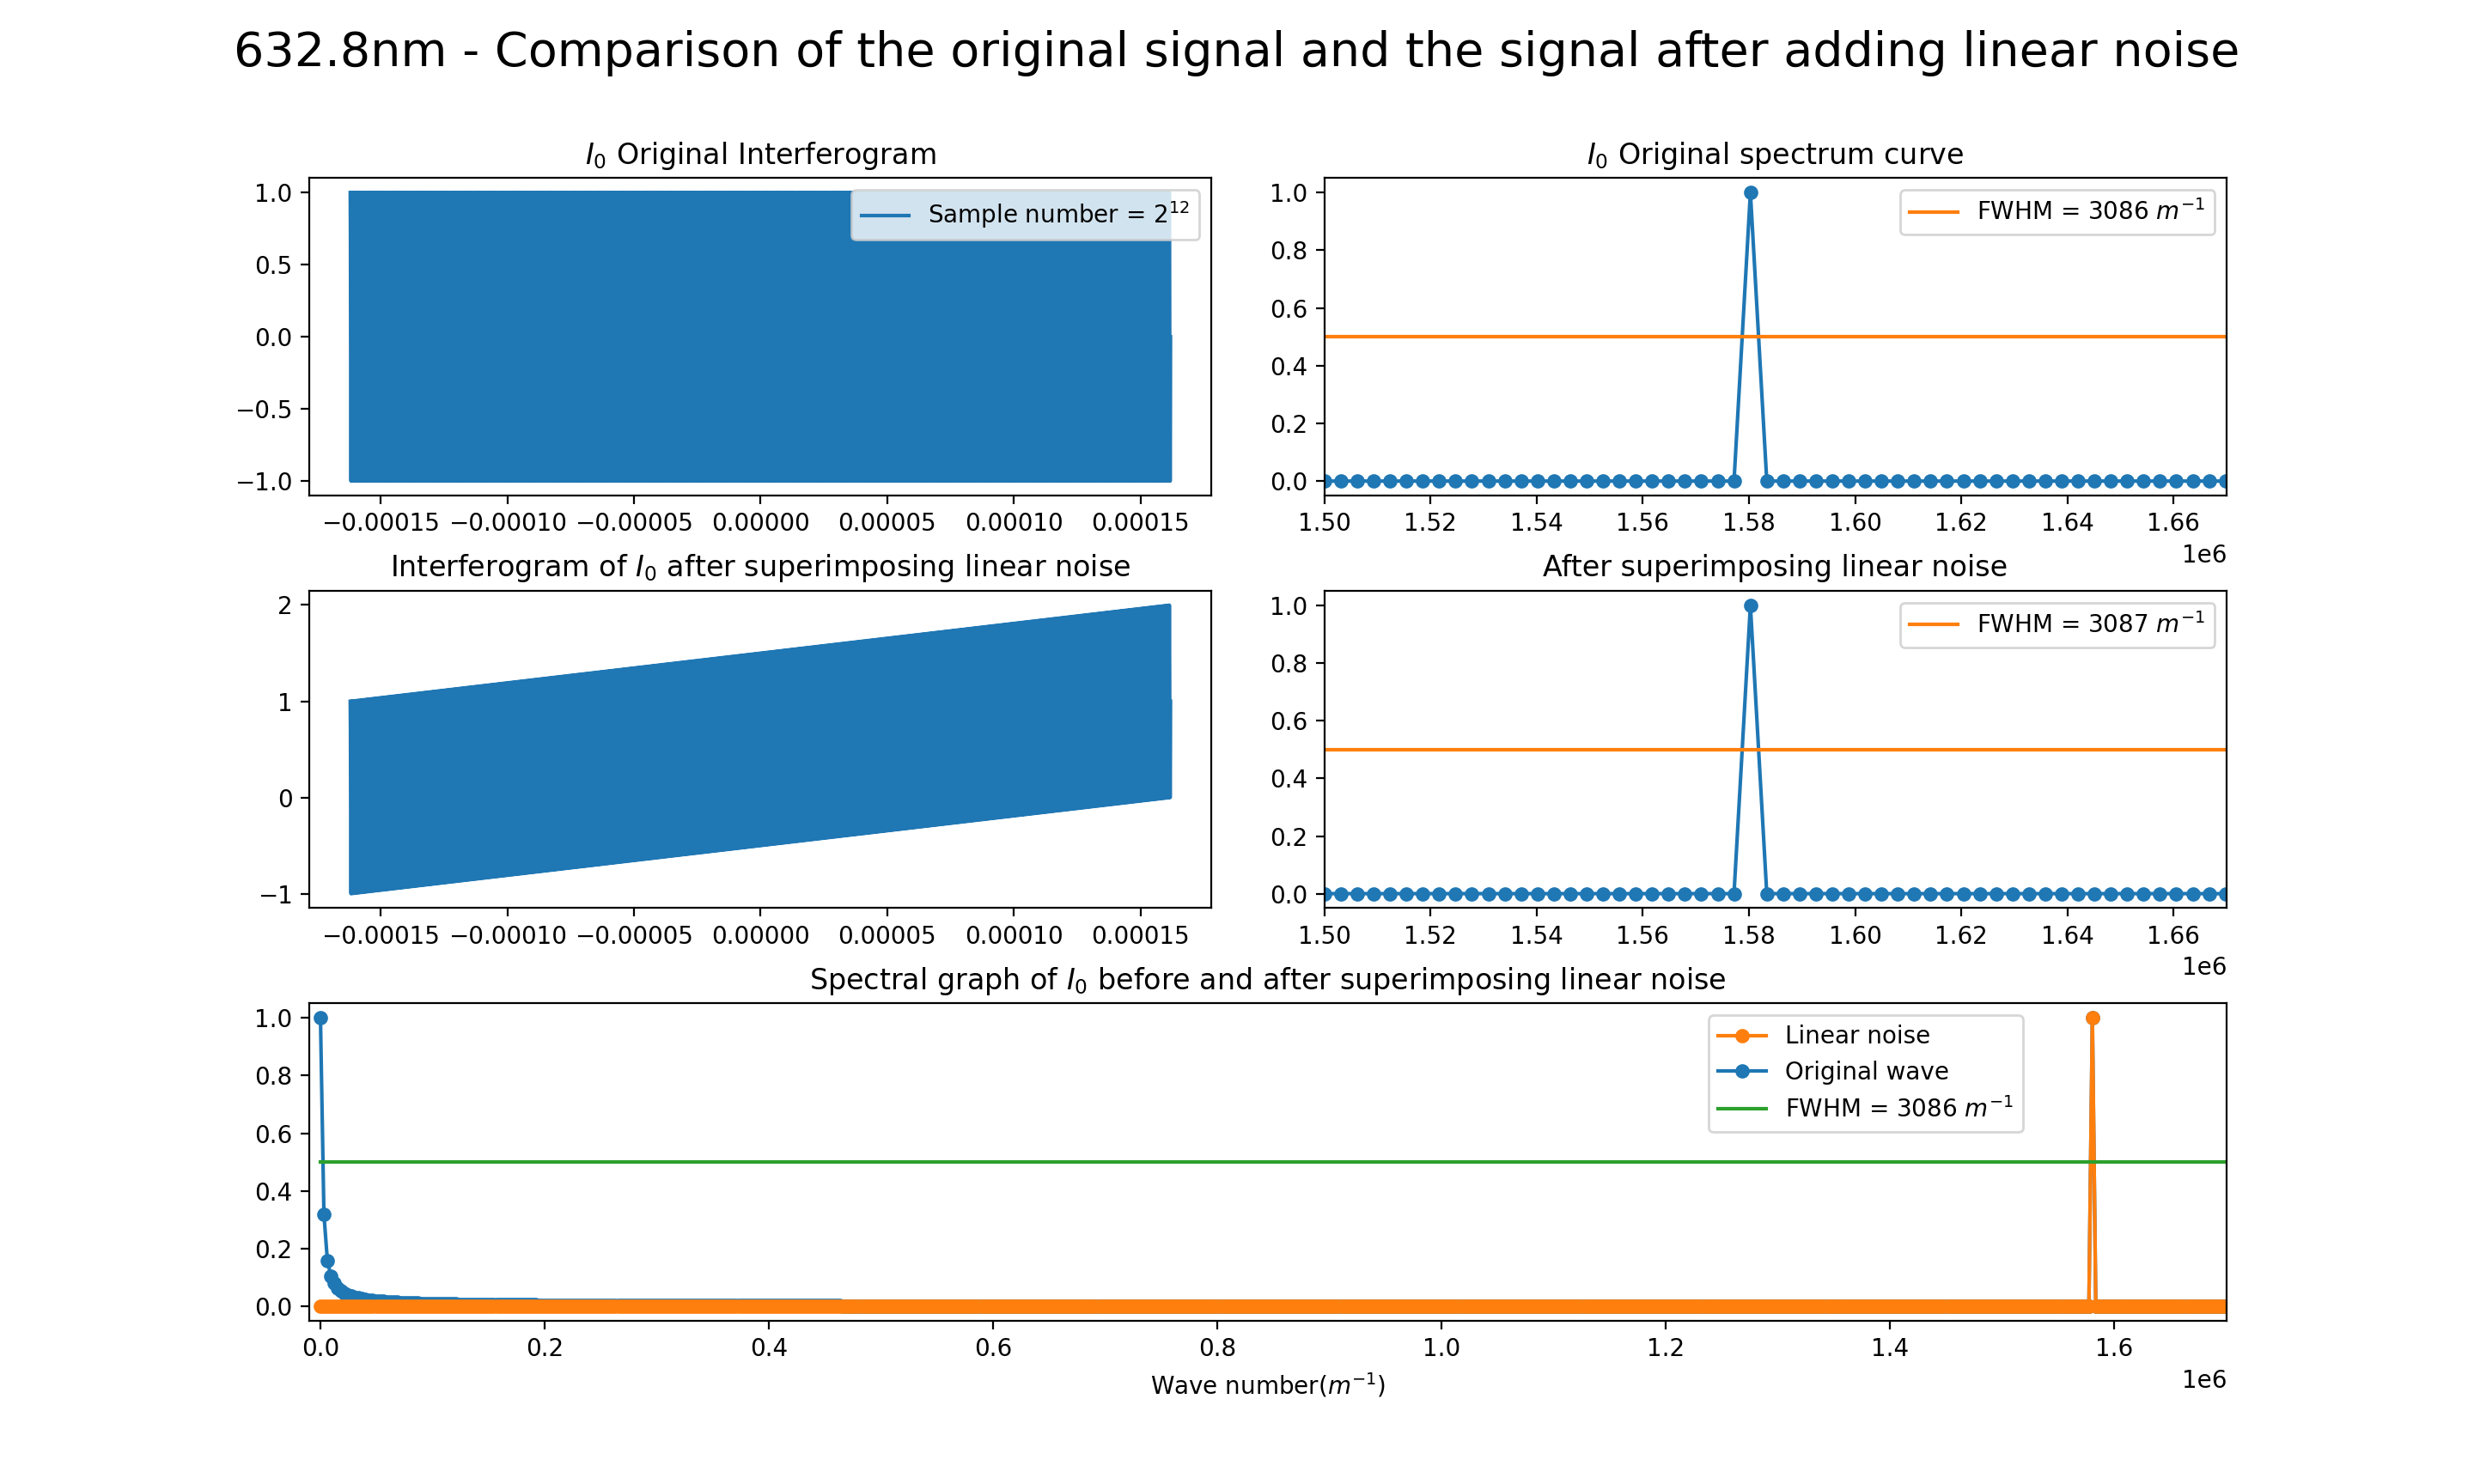 632.8nm - Comparison of the original signal and the signal after adding linear noise
I₀ Original Interferogram
1.0
0.5
0.0
−0.5
−1.0
Sample number = 2¹²
−0.00015 −0.00010 −0.00005 0.00000 0.00005 0.00010 0.00015
I₀ Original spectrum curve
1.0
0.8
0.6
0.4
0.2
0.0
FWHM = 3086 m⁻¹
1.50 1.52 1.54 1.56 1.58 1.60 1.62 1.64 1.66
1e6
Interferogram of I₀ after superimposing linear noise
2
1
0
−1
−0.00015 −0.00010 −0.00005 0.00000 0.00005 0.00010 0.00015
After superimposing linear noise
1.0
0.8
0.6
0.4
0.2
0.0
FWHM = 3087 m⁻¹
1.50 1.52 1.54 1.56 1.58 1.60 1.62 1.64 1.66
1e6
Spectral graph of I₀ before and after superimposing linear noise
1.0
0.8
0.6
0.4
0.2
0.0
Linear noise
Original wave
FWHM = 3086 m⁻¹
0.0 0.2 0.4 0.6 0.8 1.0 1.2 1.4 1.6
1e6
Wave number(m⁻¹)